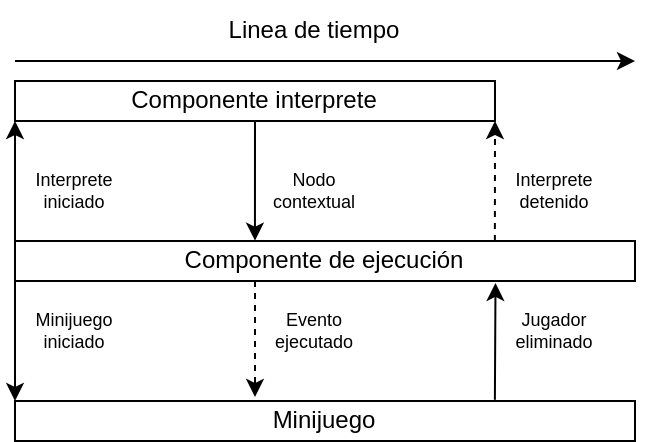 Linea de tiempo
Componente interprete
Interprete
iniciado
Nodo
contextual
Interprete
detenido
Componente de ejecución
Minijuego
iniciado
Evento
ejecutado
Jugador
eliminado
Minijuego